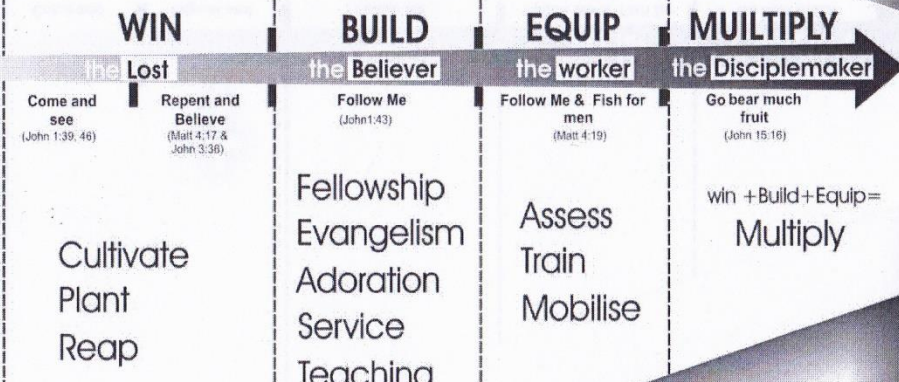 WIN
the Lost
Come and
see
(John 1:39, 46)
Repent and
Believe
(Matt 4:17 &
John 3:36)
Cultivate
Plant
Reap
BUILD
the Believer
Follow Me
(John1:43)
Fellowship
Evangelism
Adoration
Service
Teaching
EQUIP
the worker
Follow Me & Fish for
men
(Matt 4:19)
Assess
Train
Mobilise
MUILTIPLY
the Disciplemaker
Go bear much
fruit
(John 15:16)
win +Build+Equip=
Multiply